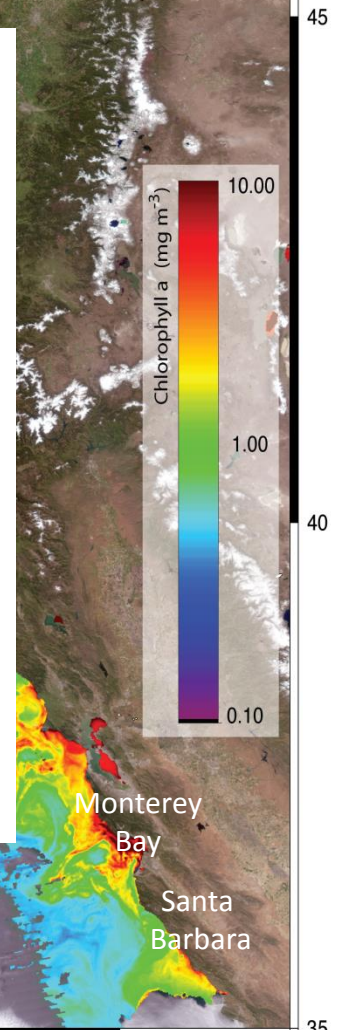 45
10.00
Chlorophyll a (mg m-3)
1.00
40
0.10
Monterey
Bay
Santa
Barbara
35